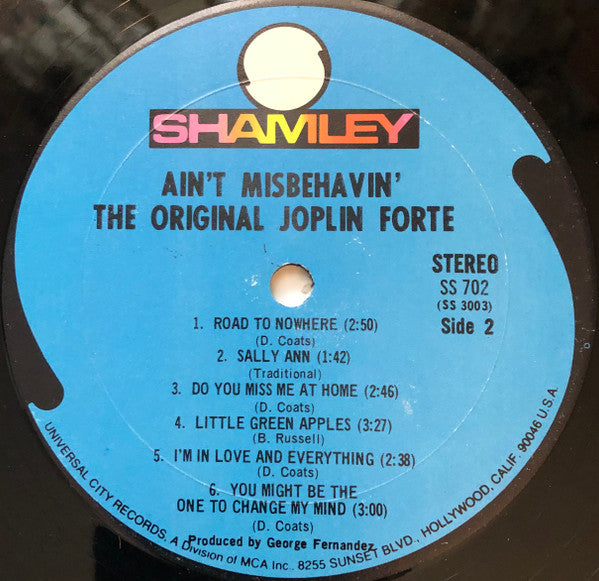 SHAMLEY
AIN'T MISBEHAVIN'
THE ORIGINAL JOPLIN FORTE
STEREO
SS 702
(SS 3003)
Side 2
1. ROAD TO NOWHERE (2:50)
(D. Coats)
2. SALLY ANN (1:42)
(Traditional)
3. DO YOU MISS ME AT HOME (2:46)
(D. Coats)
4. LITTLE GREEN APPLES (3:27)
(B. Russell)
5. I'M IN LOVE AND EVERYTHING (2:38)
(D. Coats)
6. YOU MIGHT BE THE
ONE TO CHANGE MY MIND (3:00)
(D. Coats)
Produced by George Fernandez
UNIVERSAL CITY RECORDS, A Division of MCA Inc., 8255 SUNSET BLVD., HOLLYWOOD, CALIF. 90046 U.S.A.